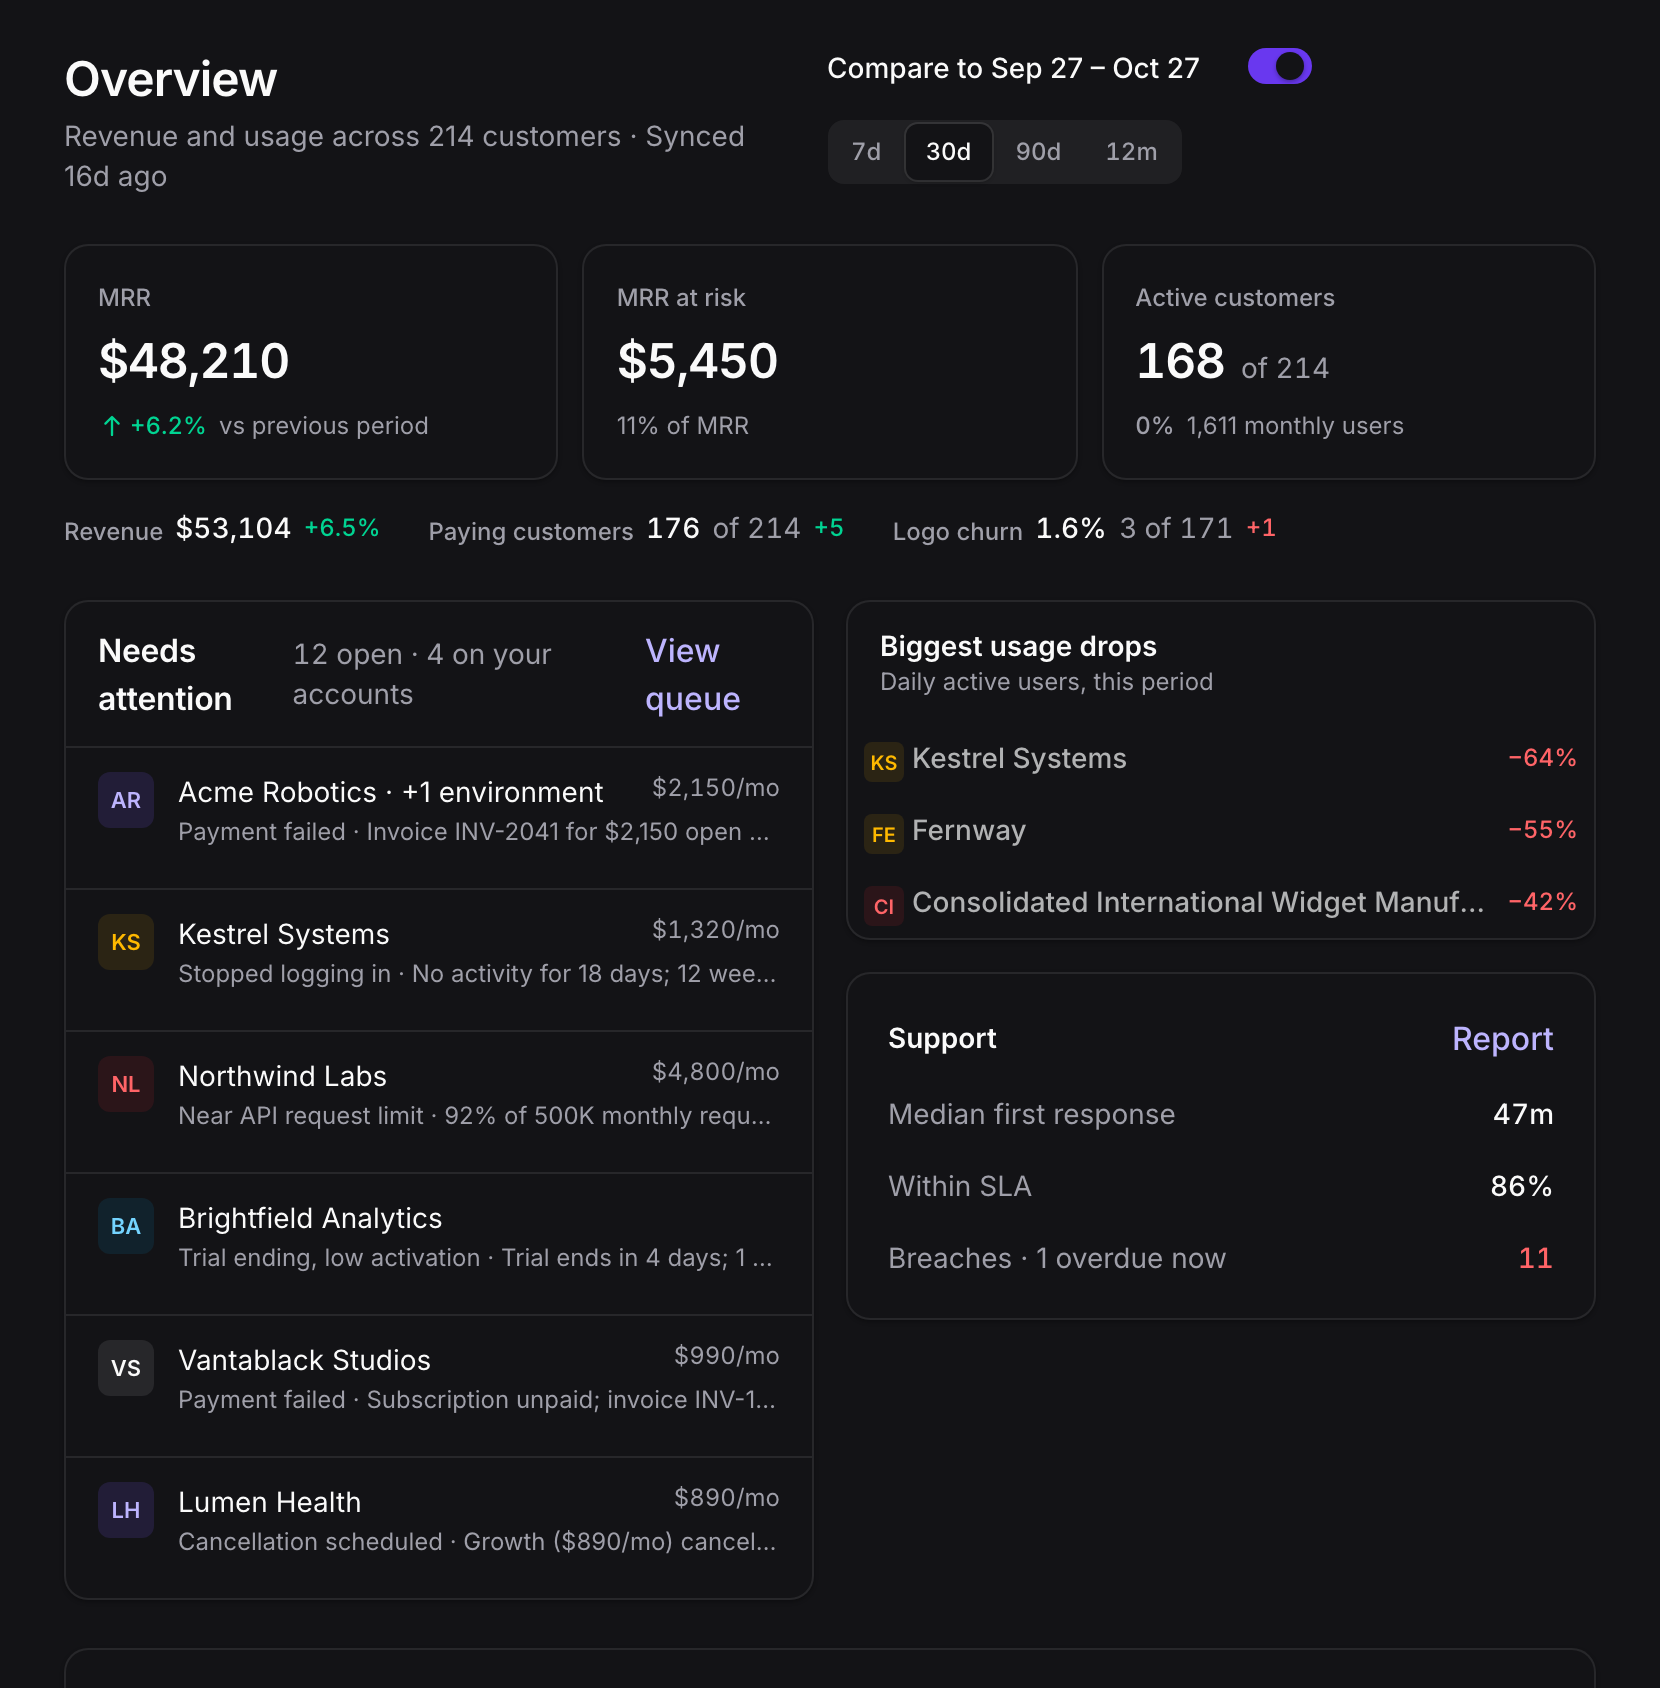 Overview
Revenue and usage across 214 customers · Synced
16d ago
Compare to Sep 27 – Oct 27
7d 30d 90d 12m
MRR
$48,210
↑ +6.2% vs previous period
MRR at risk
$5,450
11% of MRR
Active customers
168 of 214
0% 1,611 monthly users
Revenue $53,104 +6.5% Paying customers 176 of 214 +5 Logo churn 1.6% 3 of 171 +1
Needs
attention
12 open · 4 on your
accounts
View
queue
AR Acme Robotics · +1 environment $2,150/mo
Payment failed · Invoice INV-2041 for $2,150 open ...
KS Kestrel Systems $1,320/mo
Stopped logging in · No activity for 18 days; 12 wee...
NL Northwind Labs $4,800/mo
Near API request limit · 92% of 500K monthly requ...
BA Brightfield Analytics
Trial ending, low activation · Trial ends in 4 days; 1 ...
VS Vantablack Studios $990/mo
Payment failed · Subscription unpaid; invoice INV-1...
LH Lumen Health $890/mo
Cancellation scheduled · Growth ($890/mo) cancel...
Biggest usage drops
Daily active users, this period
KS Kestrel Systems −64%
FE Fernway −55%
CI Consolidated International Widget Manuf... −42%
Support Report
Median first response 47m
Within SLA 86%
Breaches · 1 overdue now 11